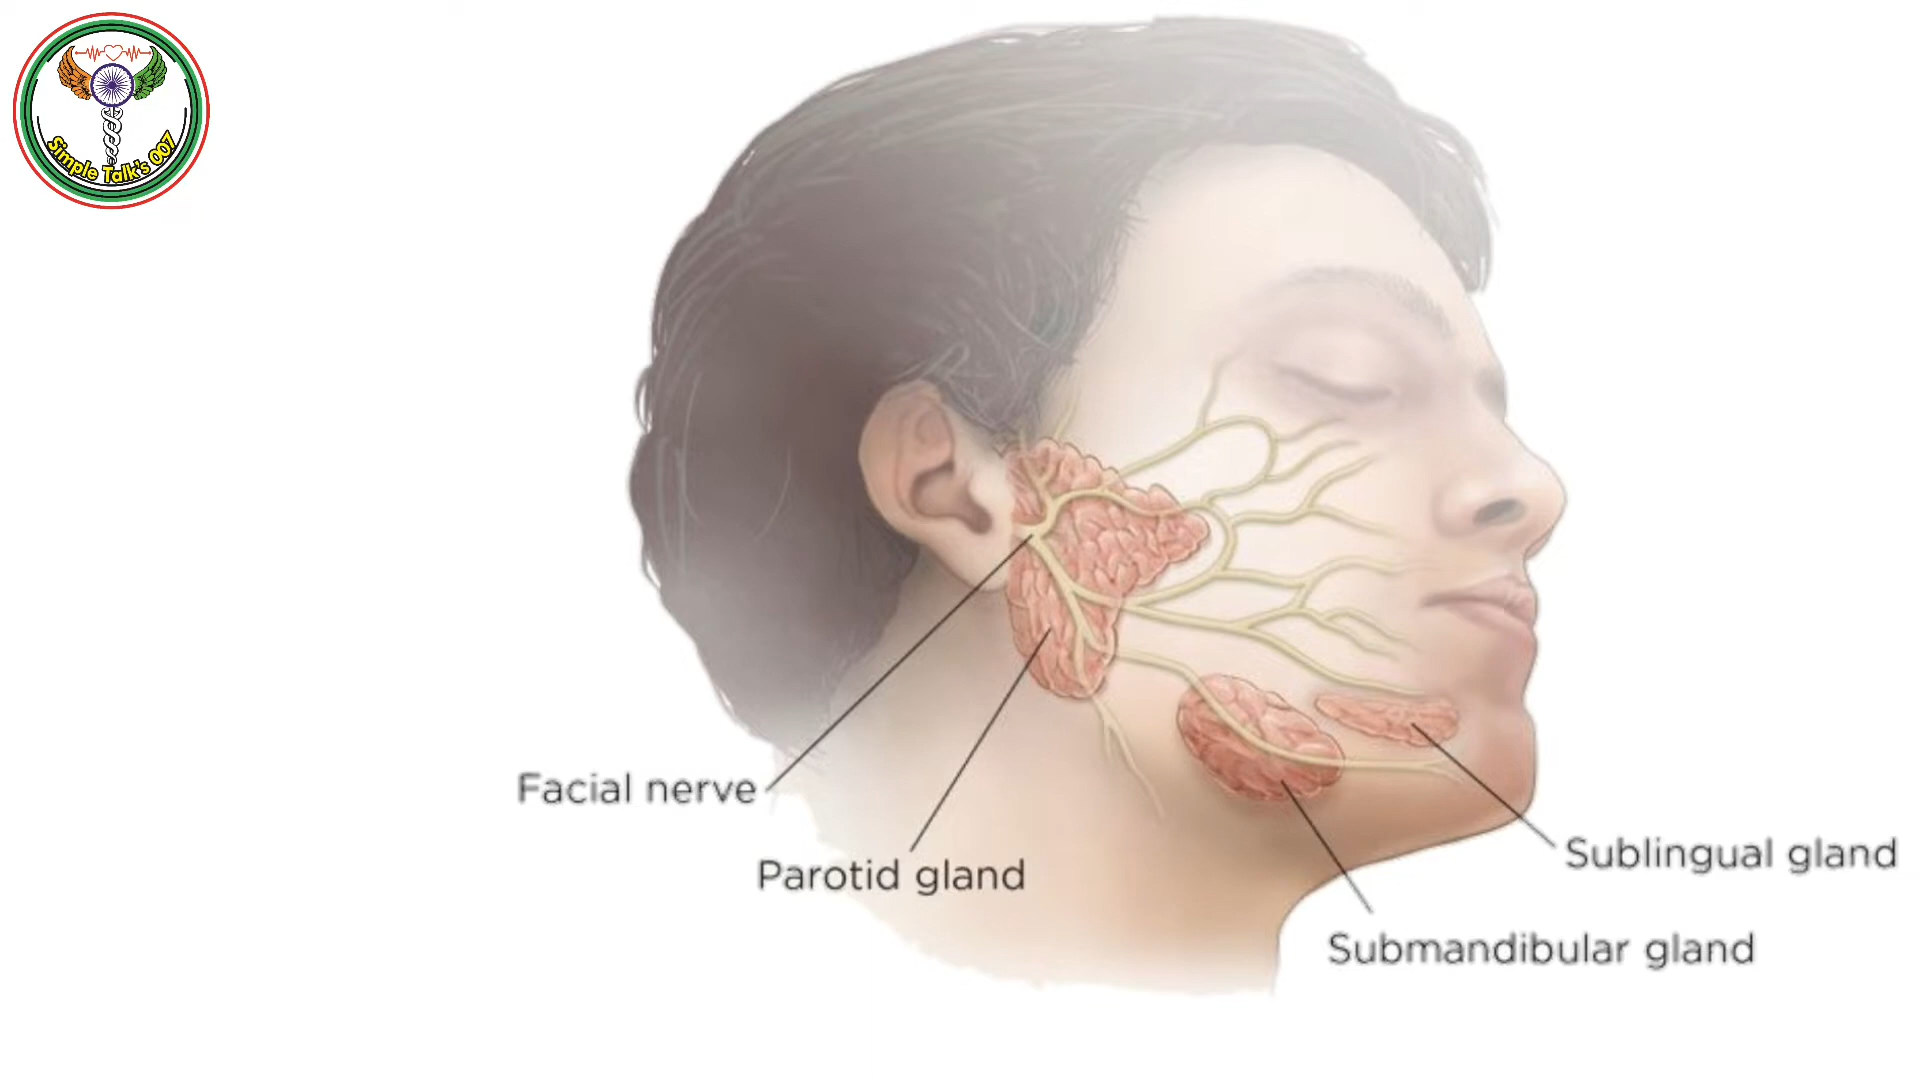 Simple Talk's 007
Facial nerve
Parotid gland
Sublingual gland
Submandibular gland